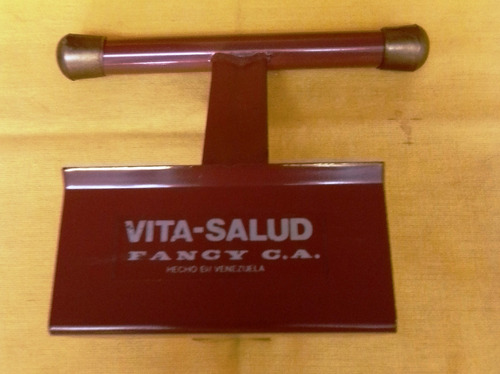 VITA-SALUD
FANCY C.A.
HECHO EN VENEZUELA